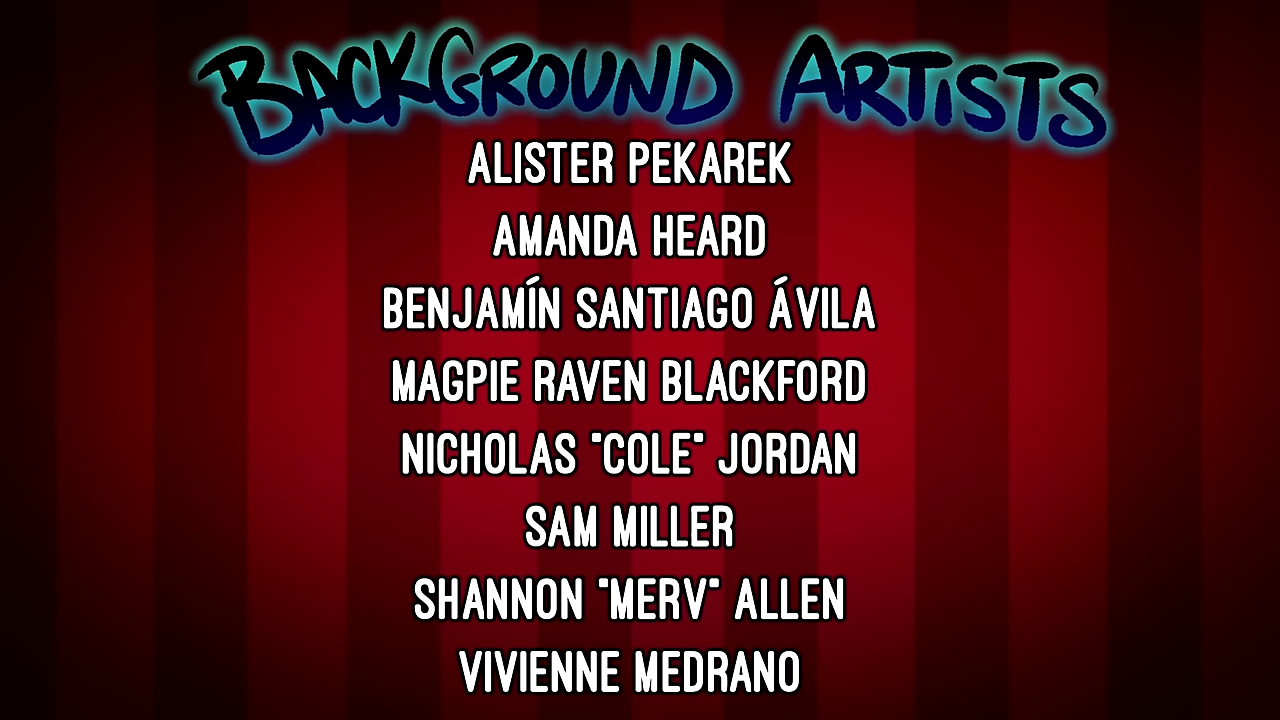 BACKGROUND ARTISTS
ALISTER PEKAREK
AMANDA HEARD
BENJAMÍN SANTIAGO ÁVILA
MAGPIE RAVEN BLACKFORD
NICHOLAS "COLE" JORDAN
SAM MILLER
SHANNON "MERV" ALLEN
VIVIENNE MEDRANO